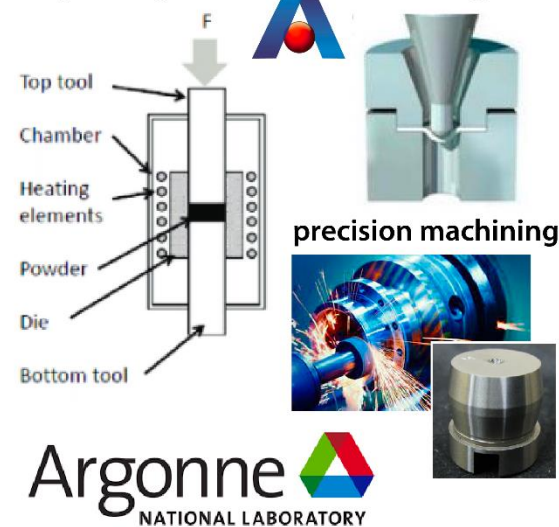 F
Top tool
Chamber
Heating
elements
Powder
Die
Bottom tool
precision machining
Argonne
NATIONAL LABORATORY